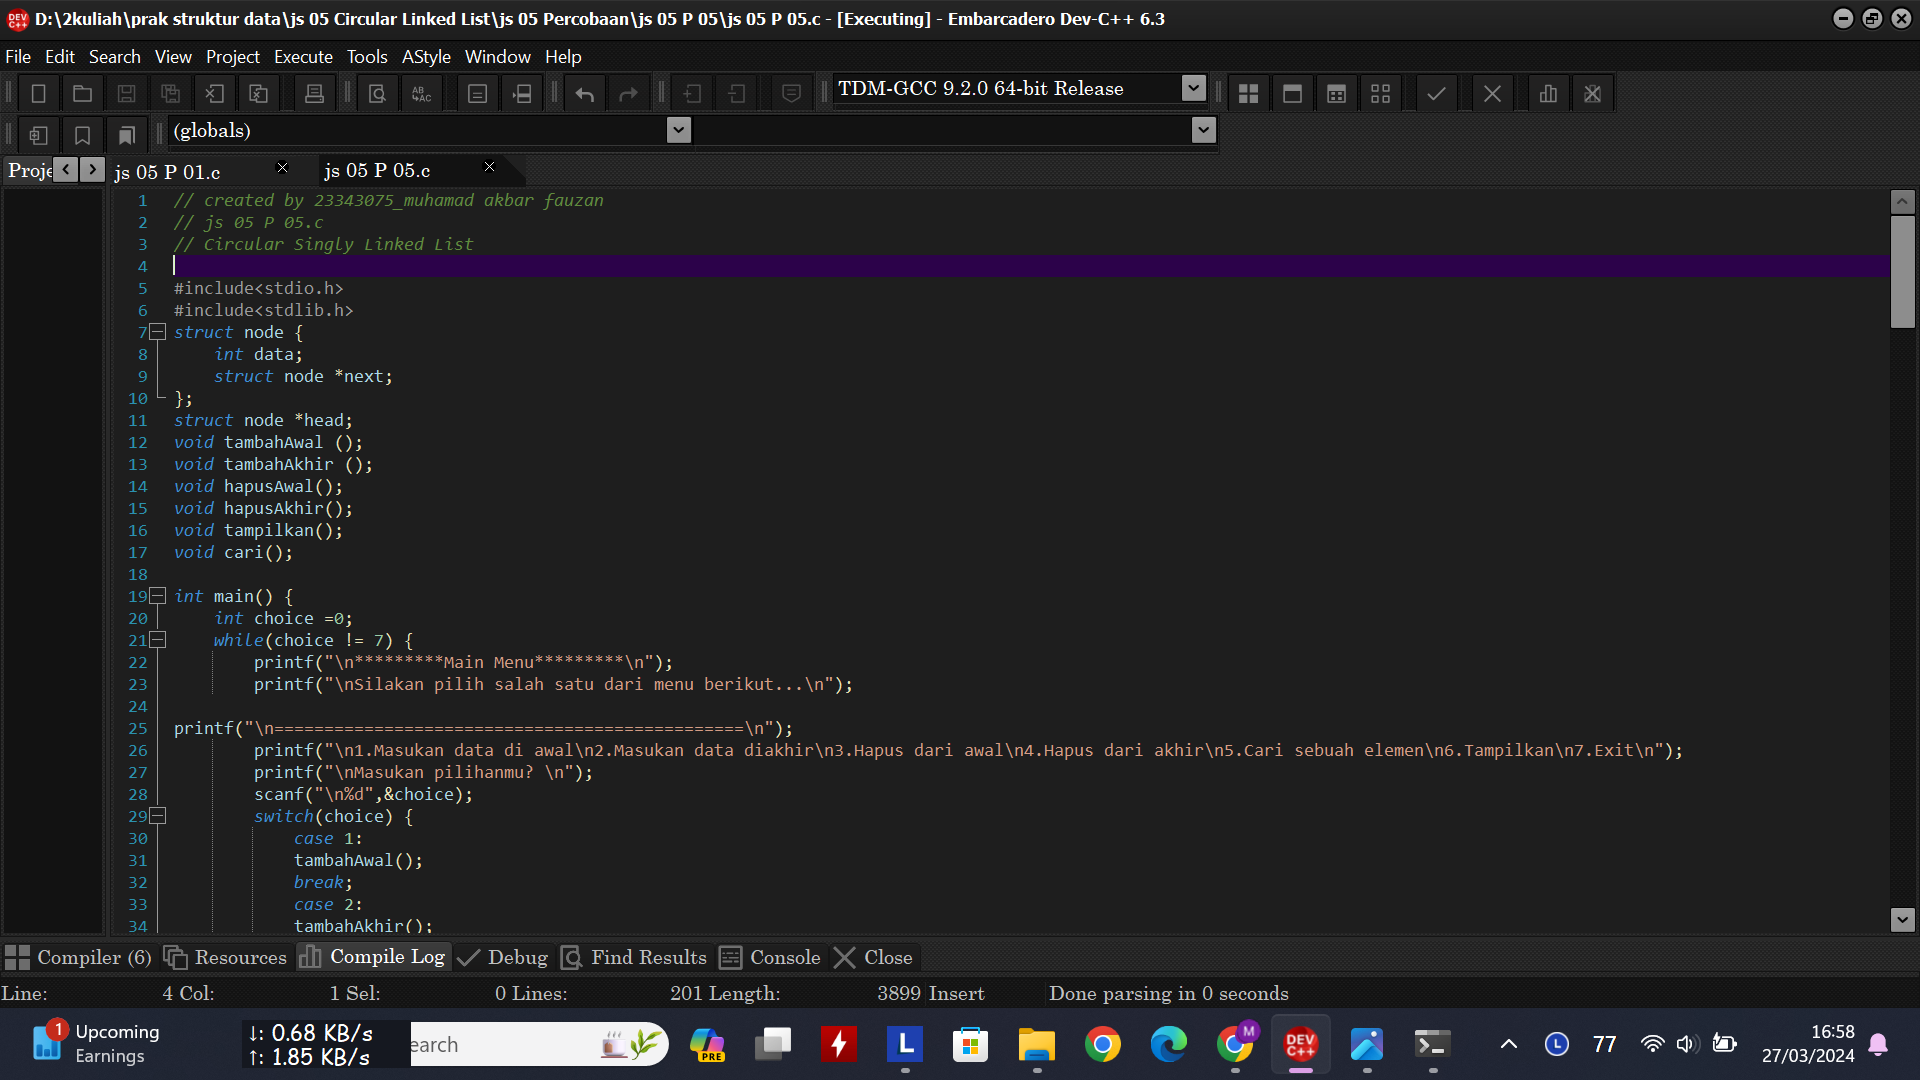 D:\2kuliah\prak struktur data\js 05 Circular Linked List\js 05 Percobaan\js 05 P 05\js 05 P 05.c - [Executing] - Embarcadero Dev-C++ 6.3
File Edit Search View Project Execute Tools AStyle Window Help
TDM-GCC 9.2.0 64-bit Release
(globals)
Proje js 05 P 01.c js 05 P 05.c
1 // created by 23343075_muhamad akbar fauzan
2 // js 05 P 05.c
3 // Circular Singly Linked List
4
5 #include<stdio.h>
6 #include<stdlib.h>
7 struct node {
8 int data;
9 struct node *next;
10 };
11 struct node *head;
12 void tambahAwal ();
13 void tambahAkhir ();
14 void hapusAwal();
15 void hapusAkhir();
16 void tampilkan();
17 void cari();
18
19 int main() {
20 int choice =0;
21 while(choice != 7) {
22 printf("\n*********Main Menu*********\n");
23 printf("\nSilakan pilih salah satu dari menu berikut...\n");
24
25 printf("\n===============================================\n");
26 printf("\n1.Masukan data di awal\n2.Masukan data diakhir\n3.Hapus dari awal\n4.Hapus dari akhir\n5.Cari sebuah elemen\n6.Tampilkan\n7.Exit\n");
27 printf("\nMasukan pilihanmu? \n");
28 scanf("\n%d",&choice);
29 switch(choice) {
30 case 1:
31 tambahAwal();
32 break;
33 case 2:
34 tambahAkhir();
Compiler (6) Resources Compile Log Debug Find Results Console Close
Line: 4 Col: 1 Sel: 0 Lines: 201 Length: 3899 Insert Done parsing in 0 seconds
1 Upcoming
Earnings
↓: 0.68 KB/s
↑: 1.85 KB/s
earch
PRE
L
M
DEV
C++
L
77
16:58
27/03/2024